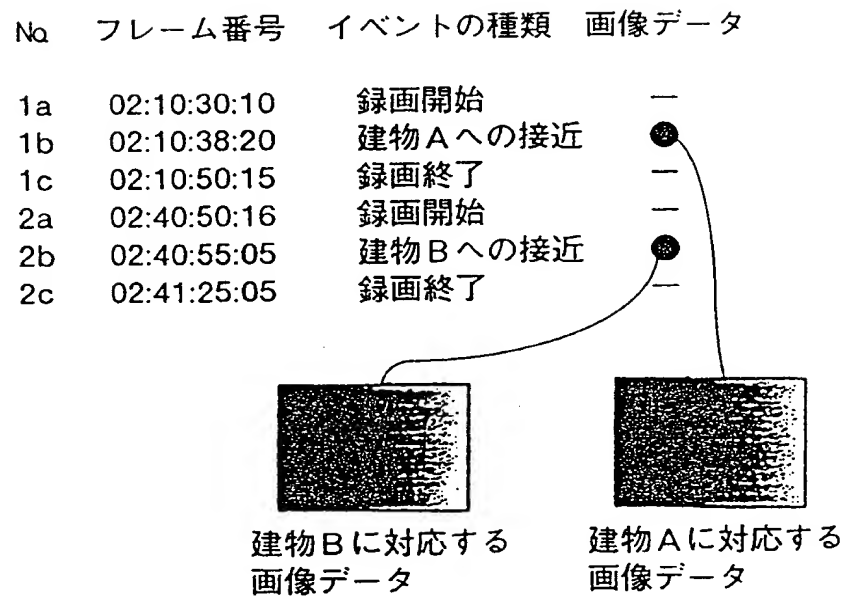 No. フレーム番号 イベントの種類 画像データ
1a 02:10:30:10 録画開始 —
1b 02:10:38:20 建物Aへの接近
1c 02:10:50:15 録画終了 —
2a 02:40:50:16 録画開始 —
2b 02:40:55:05 建物Bへの接近
2c 02:41:25:05 録画終了 —
建物Bに対応する
画像データ
建物Aに対応する
画像データ